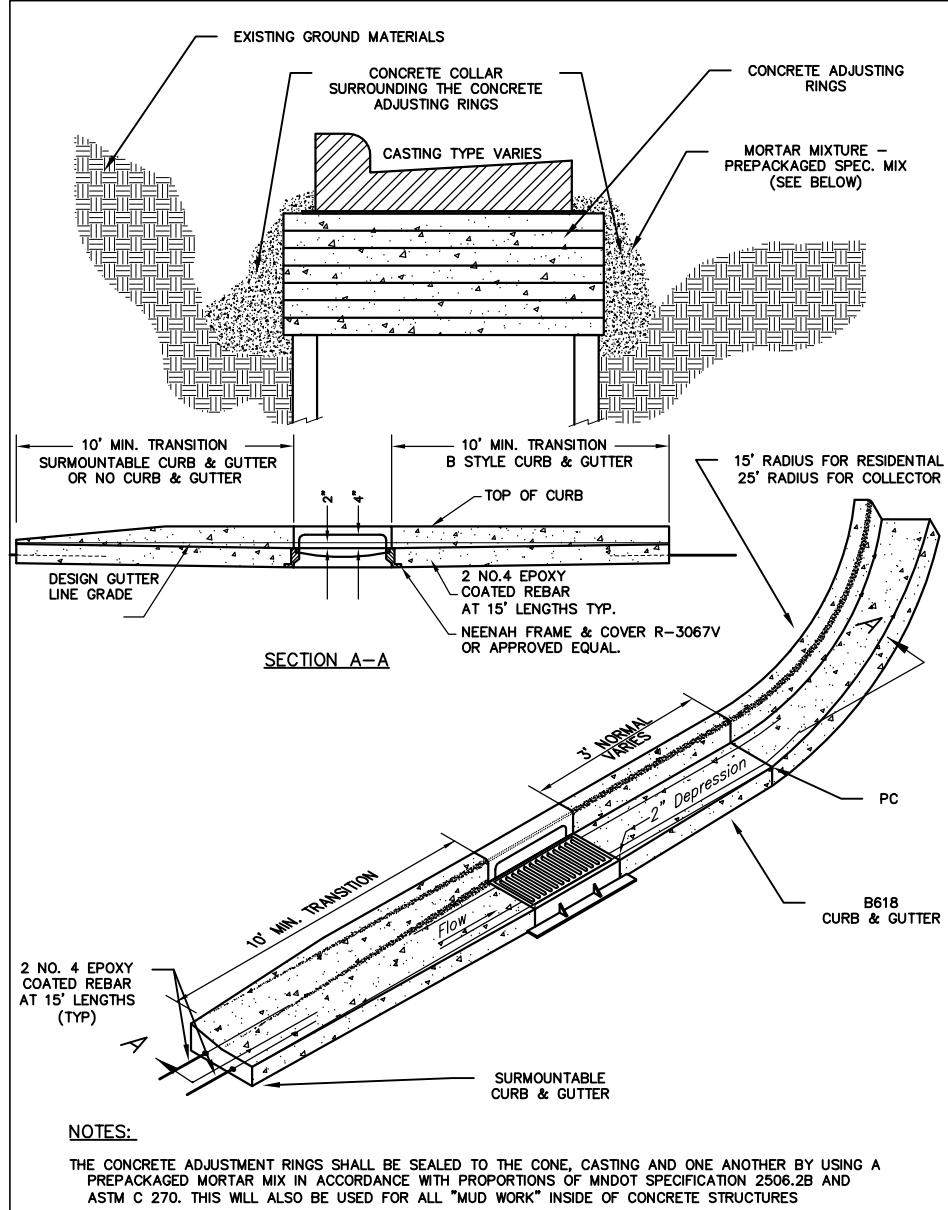 EXISTING GROUND MATERIALS
CONCRETE COLLAR
SURROUNDING THE CONCRETE
ADJUSTING RINGS
CONCRETE ADJUSTING
RINGS
CASTING TYPE VARIES
MORTAR MIXTURE –
PREPACKAGED SPEC. MIX
(SEE BELOW)
10' MIN. TRANSITION
SURMOUNTABLE CURB & GUTTER
OR NO CURB & GUTTER
10' MIN. TRANSITION
B STYLE CURB & GUTTER
15' RADIUS FOR RESIDENTIAL
25' RADIUS FOR COLLECTOR
2"
4"
TOP OF CURB
DESIGN GUTTER
LINE GRADE
2 NO.4 EPOXY
COATED REBAR
AT 15' LENGTHS TYP.
NEENAH FRAME & COVER R-3067V
OR APPROVED EQUAL.
SECTION A-A
A
3' NORMAL
VARIES
2" Depression
PC
10' MIN. TRANSITION
Flow
B618
CURB & GUTTER
2 NO. 4 EPOXY
COATED REBAR
AT 15' LENGTHS
(TYP)
A
SURMOUNTABLE
CURB & GUTTER
NOTES:
THE CONCRETE ADJUSTMENT RINGS SHALL BE SEALED TO THE CONE, CASTING AND ONE ANOTHER BY USING A
PREPACKAGED MORTAR MIX IN ACCORDANCE WITH PROPORTIONS OF MNDOT SPECIFICATION 2506.2B AND
ASTM C 270. THIS WILL ALSO BE USED FOR ALL "MUD WORK" INSIDE OF CONCRETE STRUCTURES